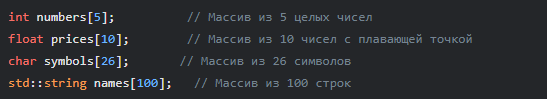 int numbers[5];          // Массив из 5 целых чисел
float prices[10];        // Массив из 10 чисел с плавающей точкой
char symbols[26];       // Массив из 26 символов
std::string names[100];   // Массив из 100 строк